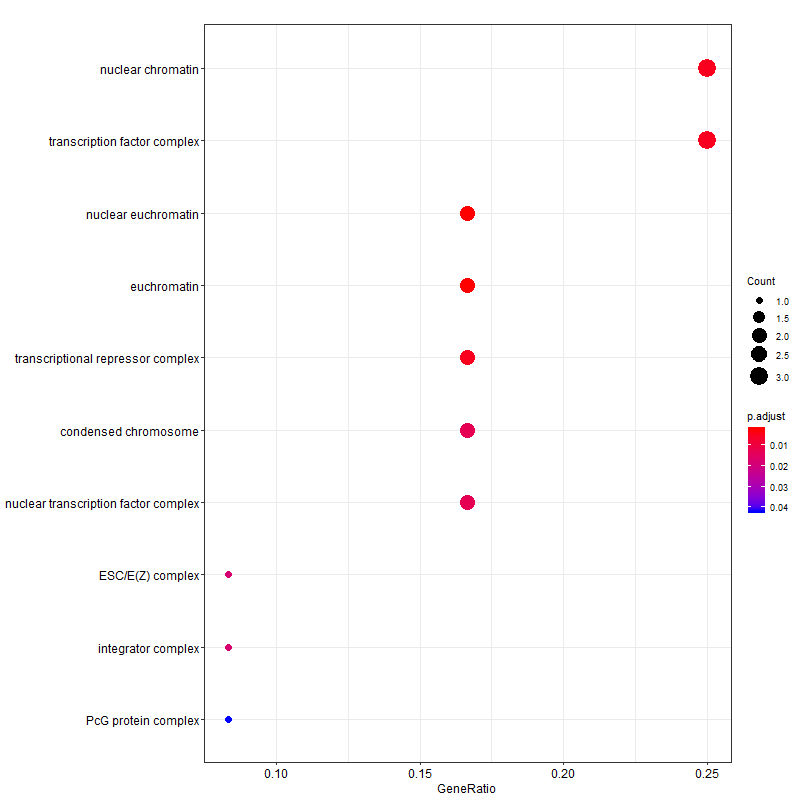 nuclear chromatin
transcription factor complex
nuclear euchromatin
euchromatin
transcriptional repressor complex
condensed chromosome
nuclear transcription factor complex
ESC/E(Z) complex
integrator complex
PcG protein complex
0.10 0.15 0.20 0.25
GeneRatio
Count
1.0
1.5
2.0
2.5
3.0
p.adjust
0.01
0.02
0.03
0.04